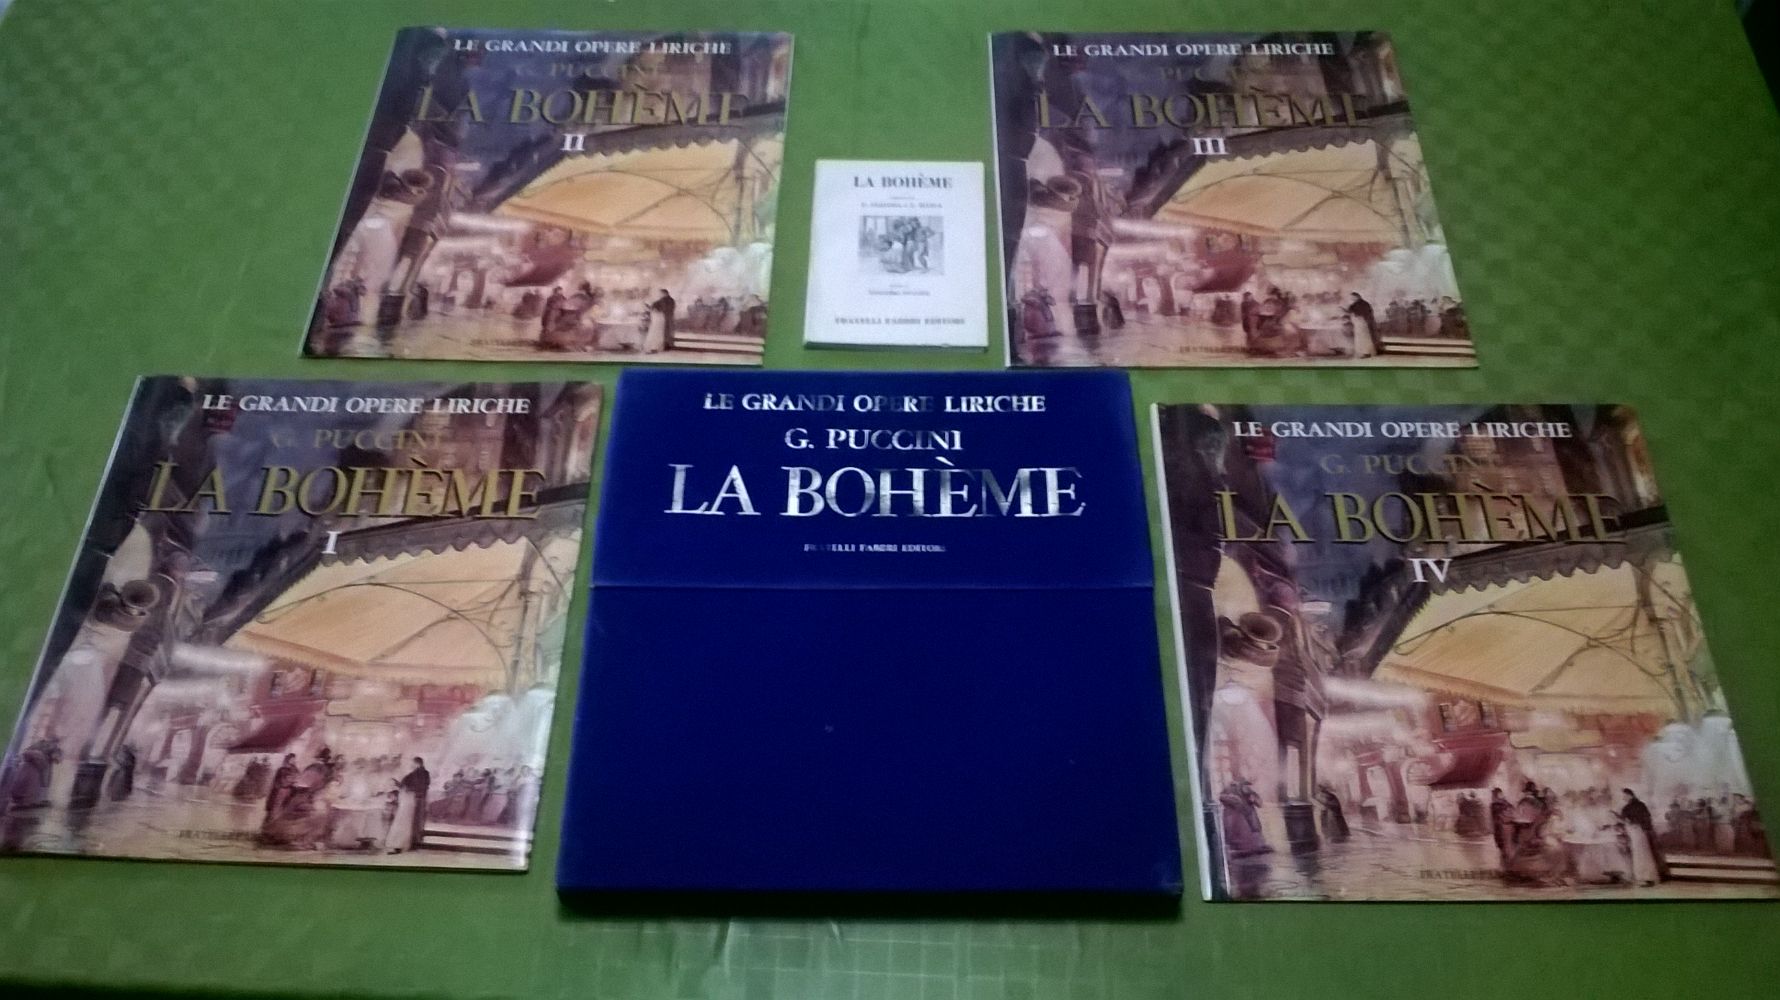 LE GRANDI OPERE LIRICHE
G. PUCCINI
LA BOHÈME
II
LA BOHÈME
FRATELLI FABBRI EDITORI
LE GRANDI OPERE LIRICHE
G. PUCCINI
LA BOHÈME
III
LE GRANDI OPERE LIRICHE
G. PUCCINI
LA BOHÈME
I
LE GRANDI OPERE LIRICHE
G. PUCCINI
LA BOHÈME
FRATELLI FABBRI EDITORI
LE GRANDI OPERE LIRICHE
G. PUCCINI
LA BOHÈME
IV